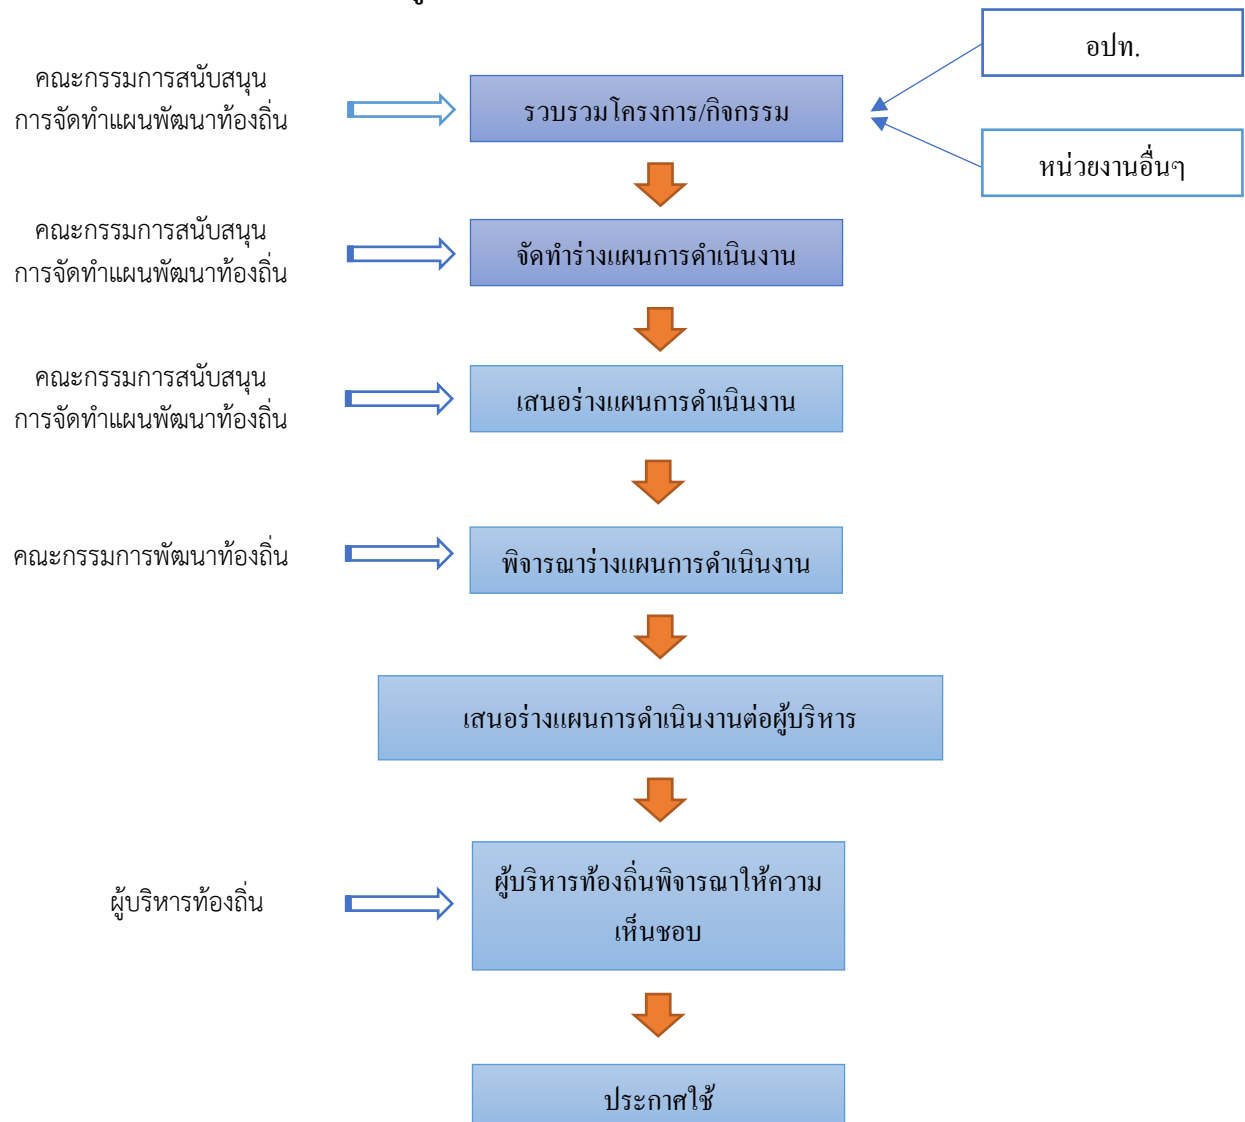 อปท.
คณะกรรมการสนับสนุน
การจัดทำแผนพัฒนาท้องถิ่น
รวบรวมโครงการ/กิจกรรม
หน่วยงานอื่นๆ
คณะกรรมการสนับสนุน
การจัดทำแผนพัฒนาท้องถิ่น
จัดทำร่างแผนการดำเนินงาน
คณะกรรมการสนับสนุน
การจัดทำแผนพัฒนาท้องถิ่น
เสนอร่างแผนการดำเนินงาน
คณะกรรมการพัฒนาท้องถิ่น
พิจารณาร่างแผนการดำเนินงาน
เสนอร่างแผนการดำเนินงานต่อผู้บริหาร
ผู้บริหารท้องถิ่น
ผู้บริหารท้องถิ่นพิจารณาให้ความ
เห็นชอบ
ประกาศใช้